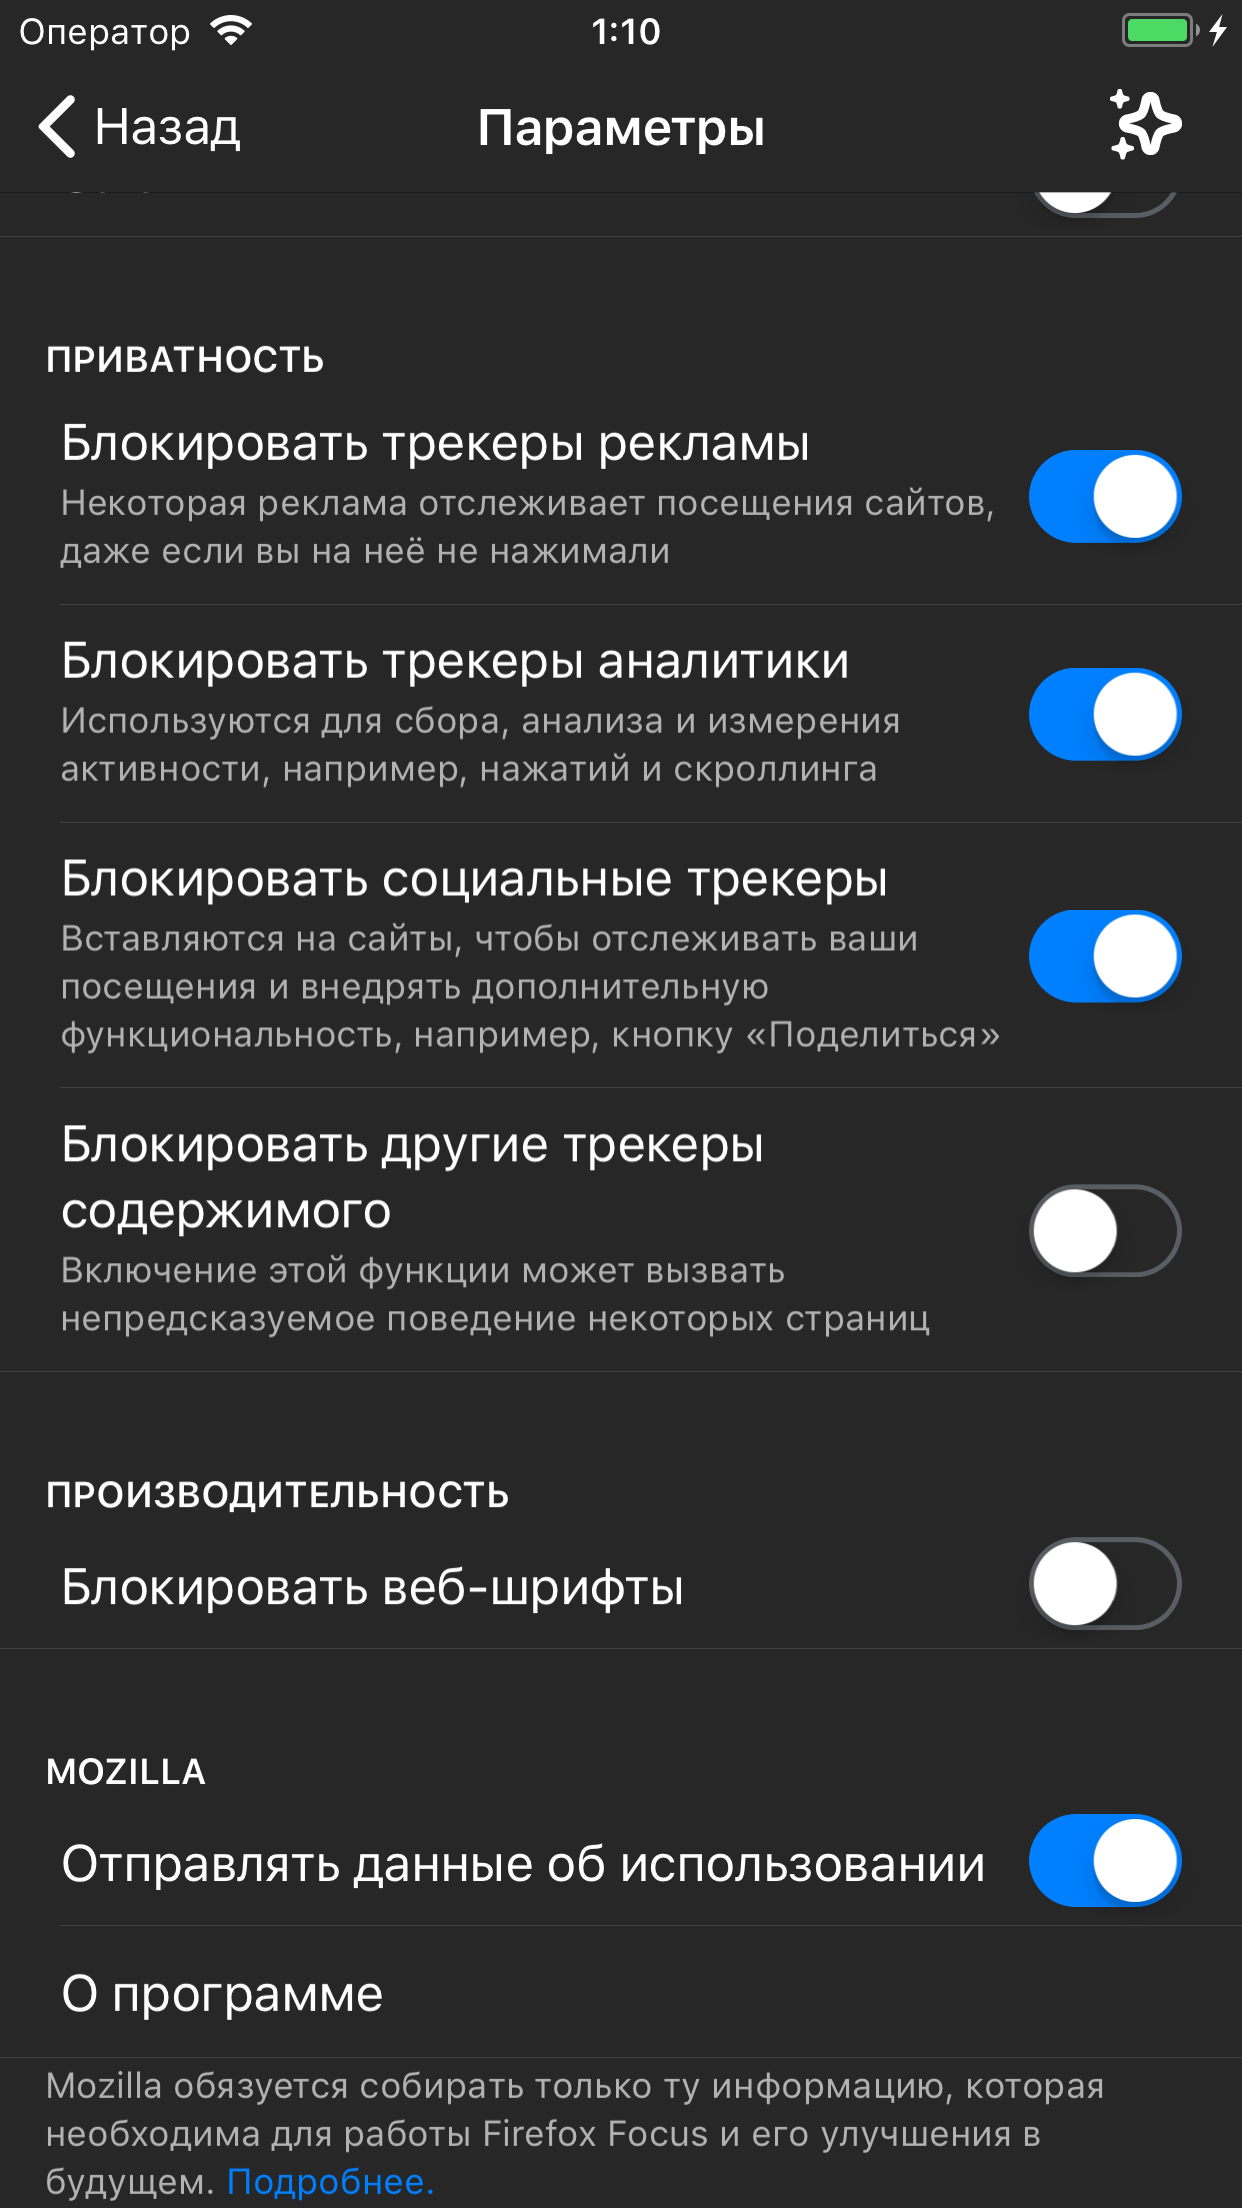 Оператор 1:10
Назад Параметры
ПРИВАТНОСТЬ
Блокировать трекеры рекламы
Некоторая реклама отслеживает посещения сайтов,
даже если вы на неё не нажимали
Блокировать трекеры аналитики
Используются для сбора, анализа и измерения
активности, например, нажатий и скроллинга
Блокировать социальные трекеры
Вставляются на сайты, чтобы отслеживать ваши
посещения и внедрять дополнительную
функциональность, например, кнопку «Поделиться»
Блокировать другие трекеры
содержимого
Включение этой функции может вызвать
непредсказуемое поведение некоторых страниц
ПРОИЗВОДИТЕЛЬНОСТЬ
Блокировать веб-шрифты
MOZILLA
Отправлять данные об использовании
О программе
Mozilla обязуется собирать только ту информацию, которая
необходима для работы Firefox Focus и его улучшения в
будущем. Подробнее.